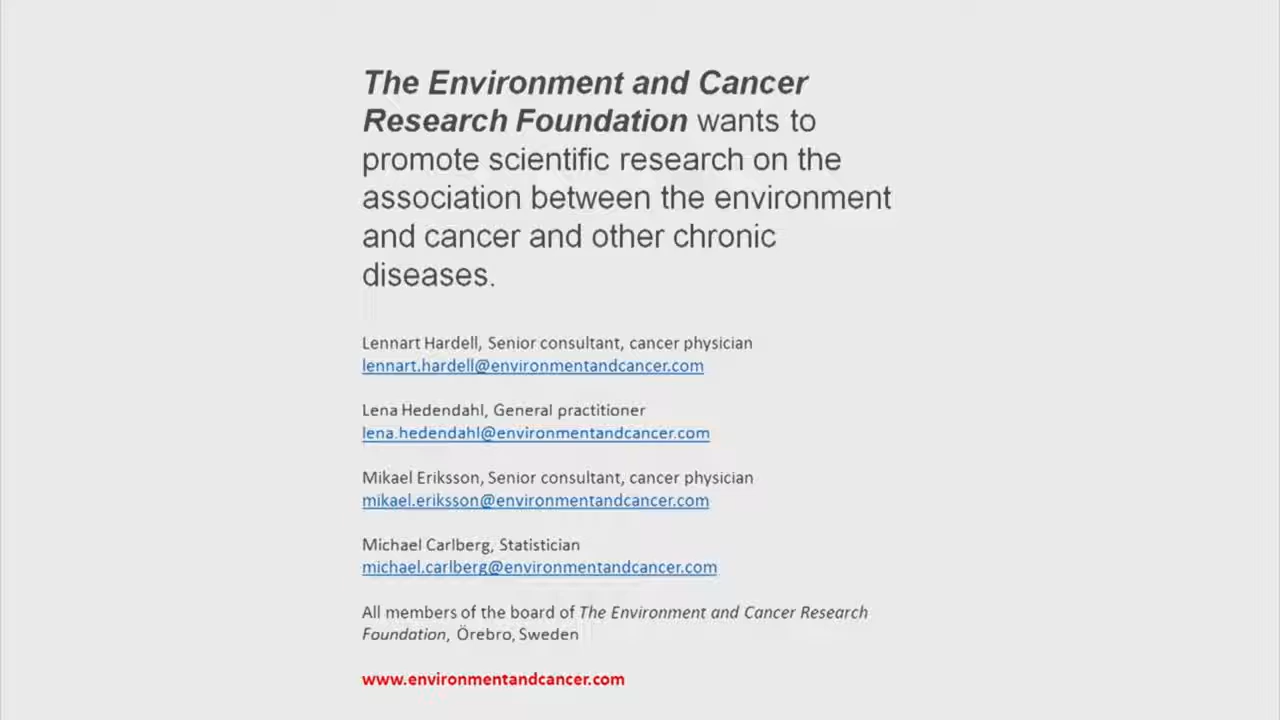 The Environment and Cancer
Research Foundation wants to
promote scientific research on the
association between the environment
and cancer and other chronic
diseases.
Lennart Hardell, Senior consultant, cancer physician
lennart.hardell@environmentandcancer.com
Lena Hedendahl, General practitioner
lena.hedendahl@environmentandcancer.com
Mikael Eriksson, Senior consultant, cancer physician
mikael.eriksson@environmentandcancer.com
Michael Carlberg, Statistician
michael.carlberg@environmentandcancer.com
All members of the board of The Environment and Cancer Research
Foundation, Örebro, Sweden
www.environmentandcancer.com